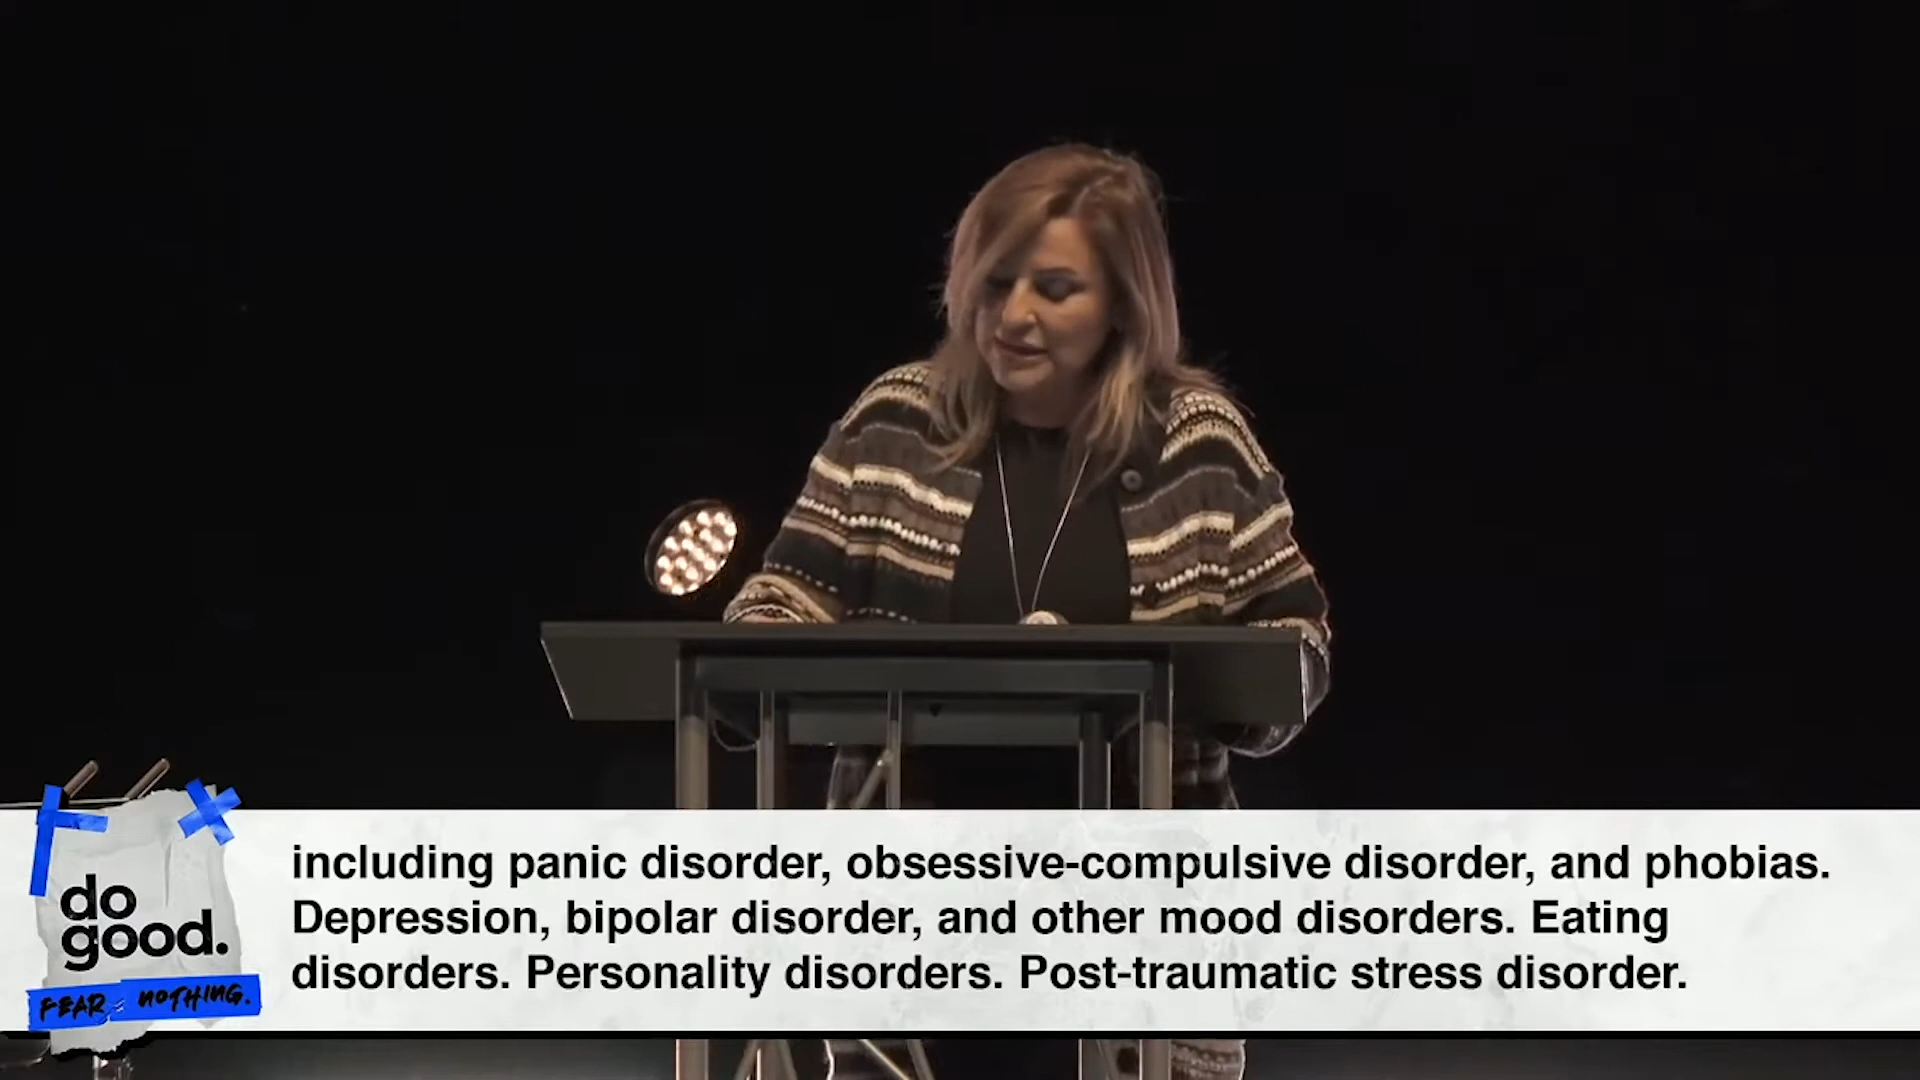 including panic disorder, obsessive-compulsive disorder, and phobias.
Depression, bipolar disorder, and other mood disorders. Eating
disorders. Personality disorders. Post-traumatic stress disorder.
do
good.
FEAR NOTHING.